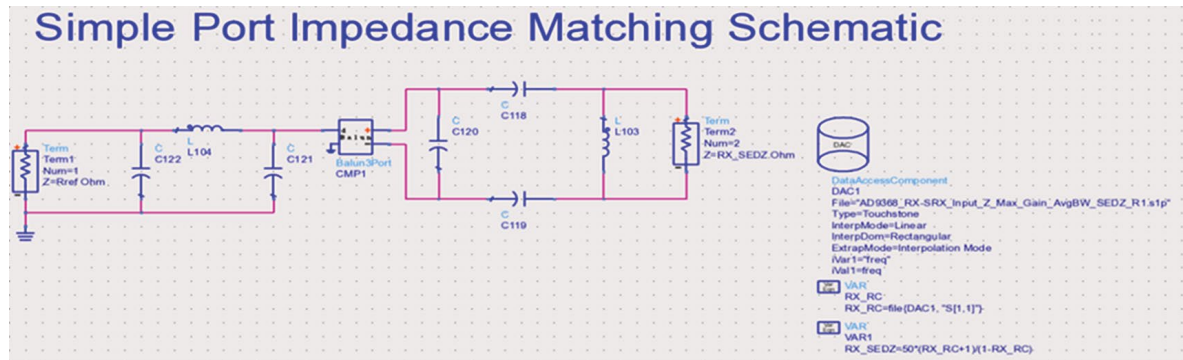 Simple Port Impedance Matching Schematic
Term
Term1
Num=1
Z=Rref Ohm
C
C122
L
L104
C
C121
Balun
Balun3Port
CMP1
C
C120
C
C118
C
C119
L
L103
Term
Term2
Num=2
Z=RX_SEDZ.Ohm
DAC
DataAccessComponent
DAC1
File="AD9368_RX-SRX_Input_Z_Max_Gain_AvgBW_SEDZ_R1.s1p"
Type=Touchstone
InterpMode=Linear
InterpDom=Rectangular
ExtrapMode=Interpolation Mode
iVar1="freq"
iVal1=freq
VAR
RX_RC
RX_RC=file{DAC1, "S[1,1]"}
VAR
VAR1
RX_SEDZ=50*(RX_RC+1)/(1-RX_RC)